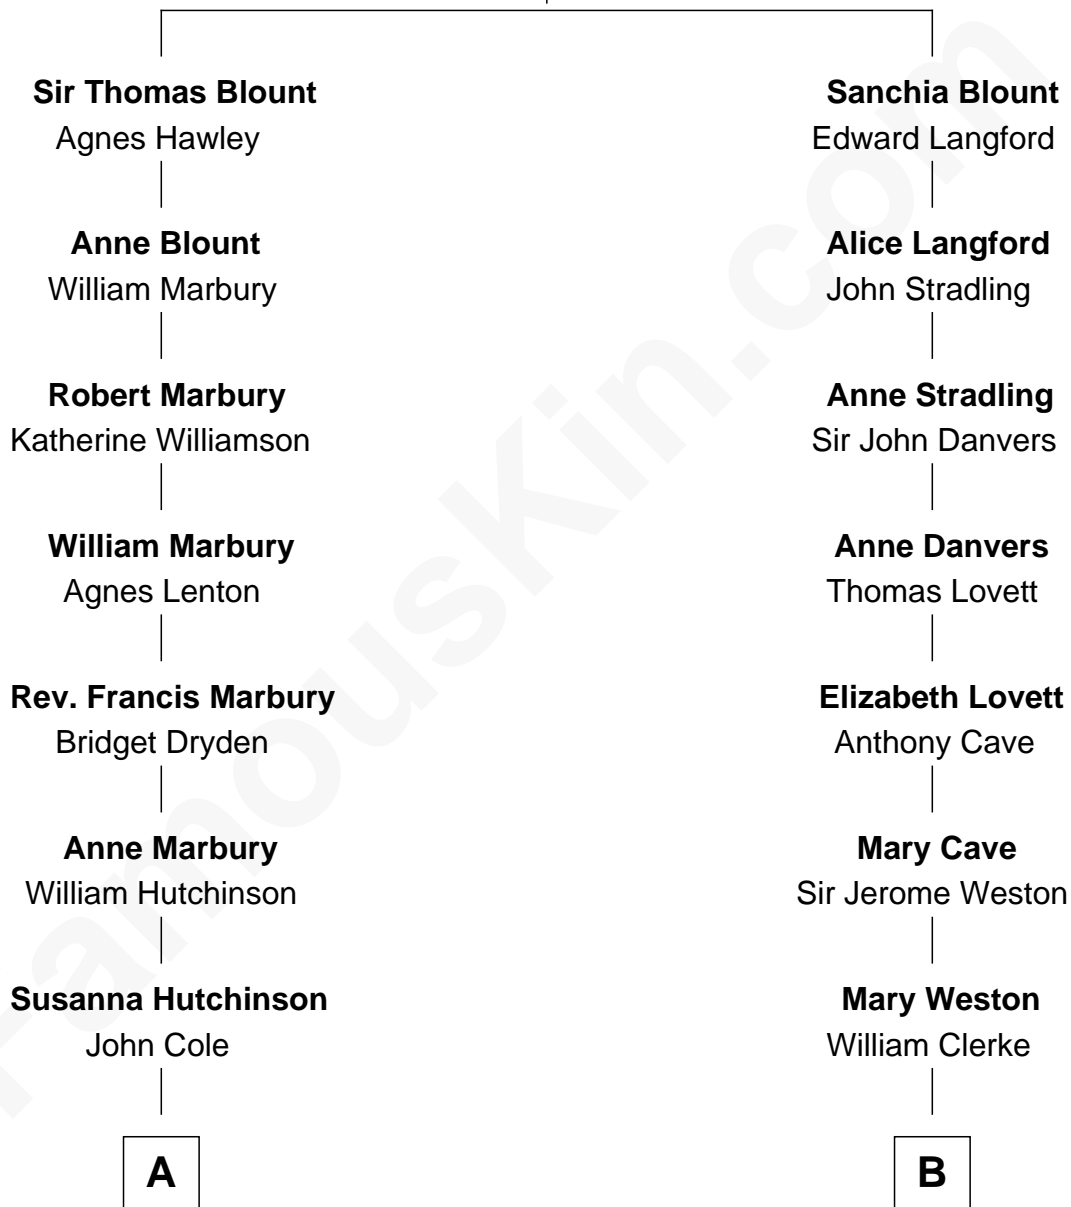 Sir Thomas Blount
Agnes Hawley
Anne Blount
William Marbury
Robert Marbury
Katherine Williamson
William Marbury
Agnes Lenton
Rev. Francis Marbury
Bridget Dryden
Anne Marbury
William Hutchinson
Susanna Hutchinson
John Cole
A
Sanchia Blount
Edward Langford
Alice Langford
John Stradling
Anne Stradling
Sir John Danvers
Anne Danvers
Thomas Lovett
Elizabeth Lovett
Anthony Cave
Mary Cave
Sir Jerome Weston
Mary Weston
William Clerke
B
FamousKin.com